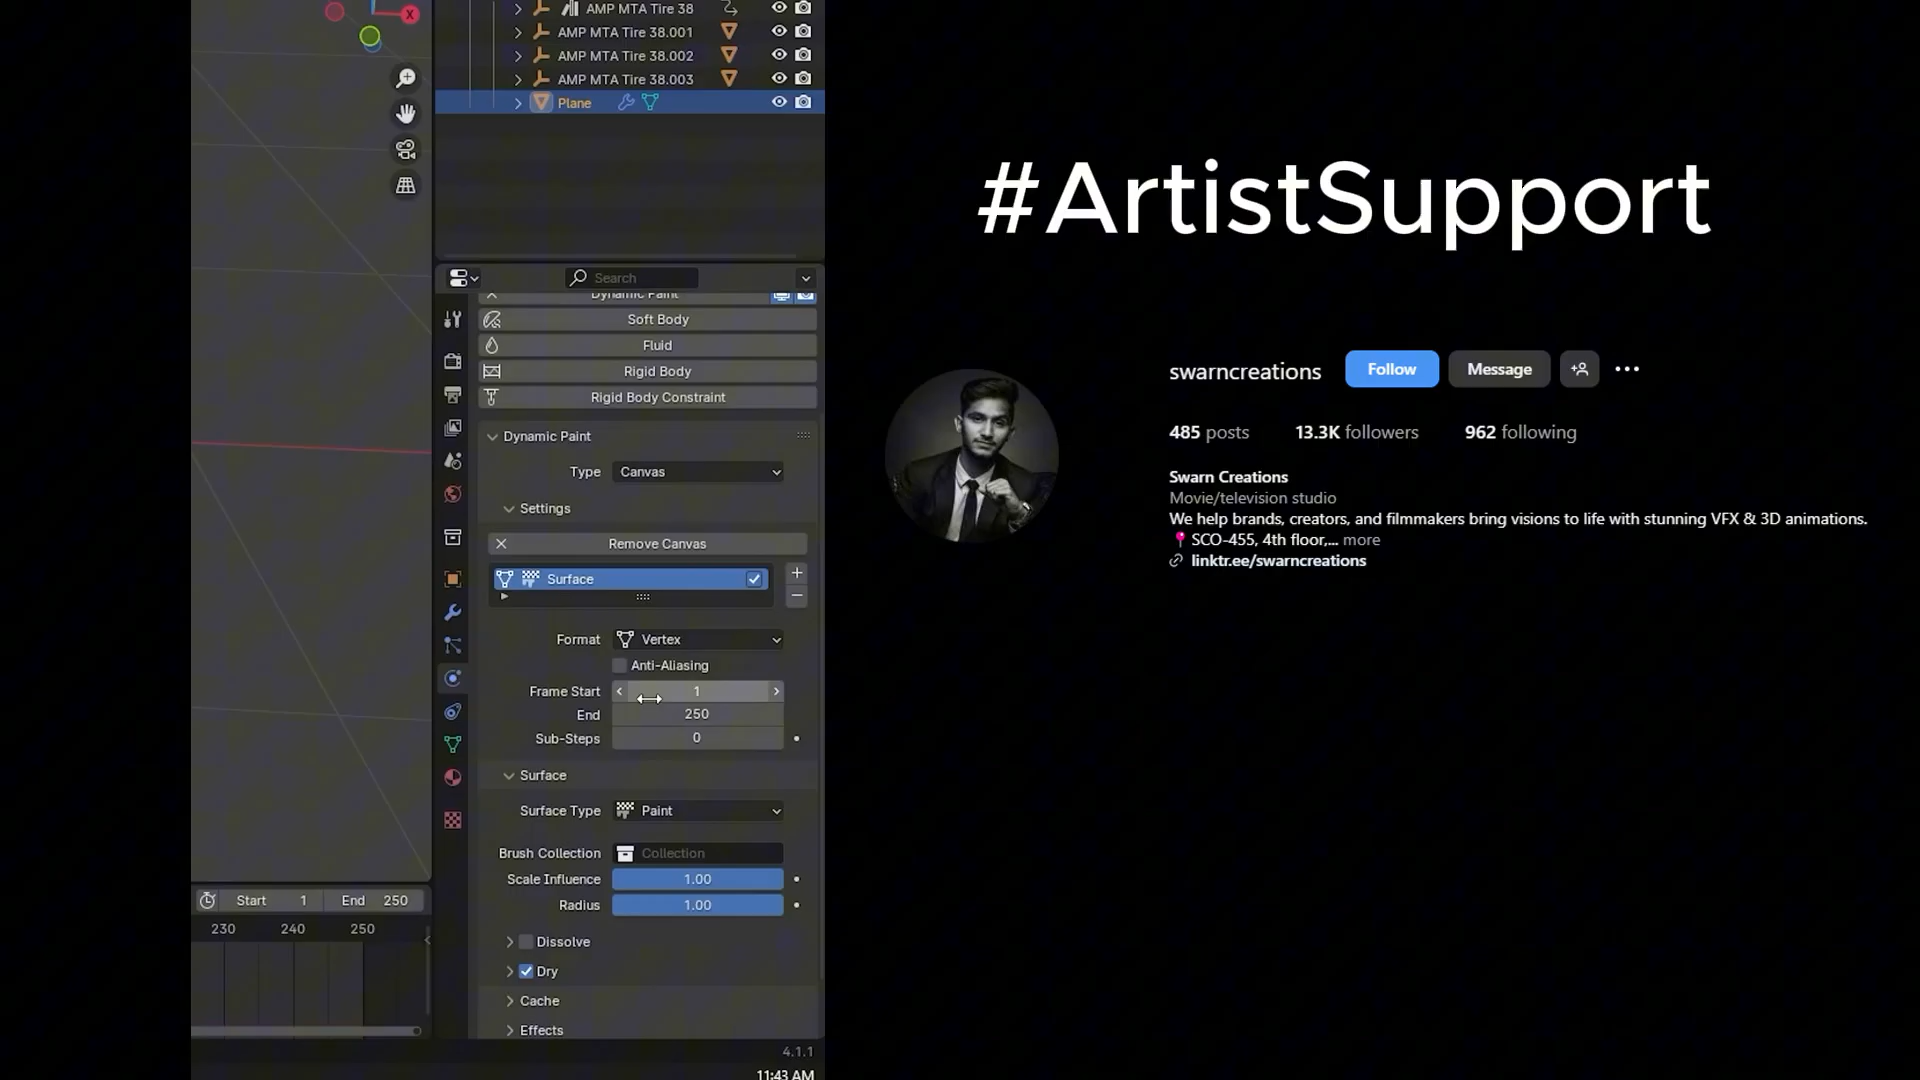 X
AMP MTA Tire 38
AMP MTA Tire 38.001
AMP MTA Tire 38.002
AMP MTA Tire 38.003
Plane
Search
Dynamic Paint
Soft Body
Fluid
Rigid Body
Rigid Body Constraint
Dynamic Paint
Type Canvas
Settings
Remove Canvas
Surface
Format Vertex
Anti-Aliasing
Frame Start 1
End 250
Sub-Steps 0
Surface
Surface Type Paint
Brush Collection Collection
Scale Influence 1.00
Radius 1.00
Dissolve
Dry
Cache
Effects
Start 1 End 250
230 240 250
4.1.1
11:43 AM
#ArtistSupport
swarncreations Follow Message
485 posts 13.3K followers 962 following
Swarn Creations
Movie/television studio
We help brands, creators, and filmmakers bring visions to life with stunning VFX & 3D animations.
📍 SCO-455, 4th floor,... more
linktr.ee/swarncreations